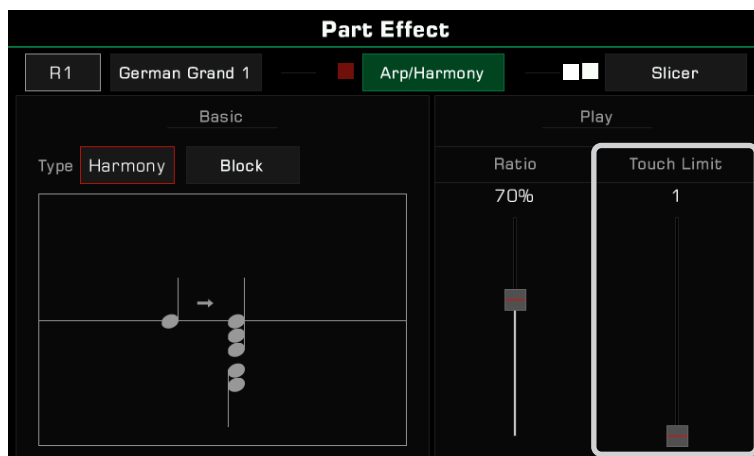 Part Effect
R1 German Grand 1 Arp/Harmony Slicer
Basic
Play
Type Harmony Block
Ratio Touch Limit
70% 1